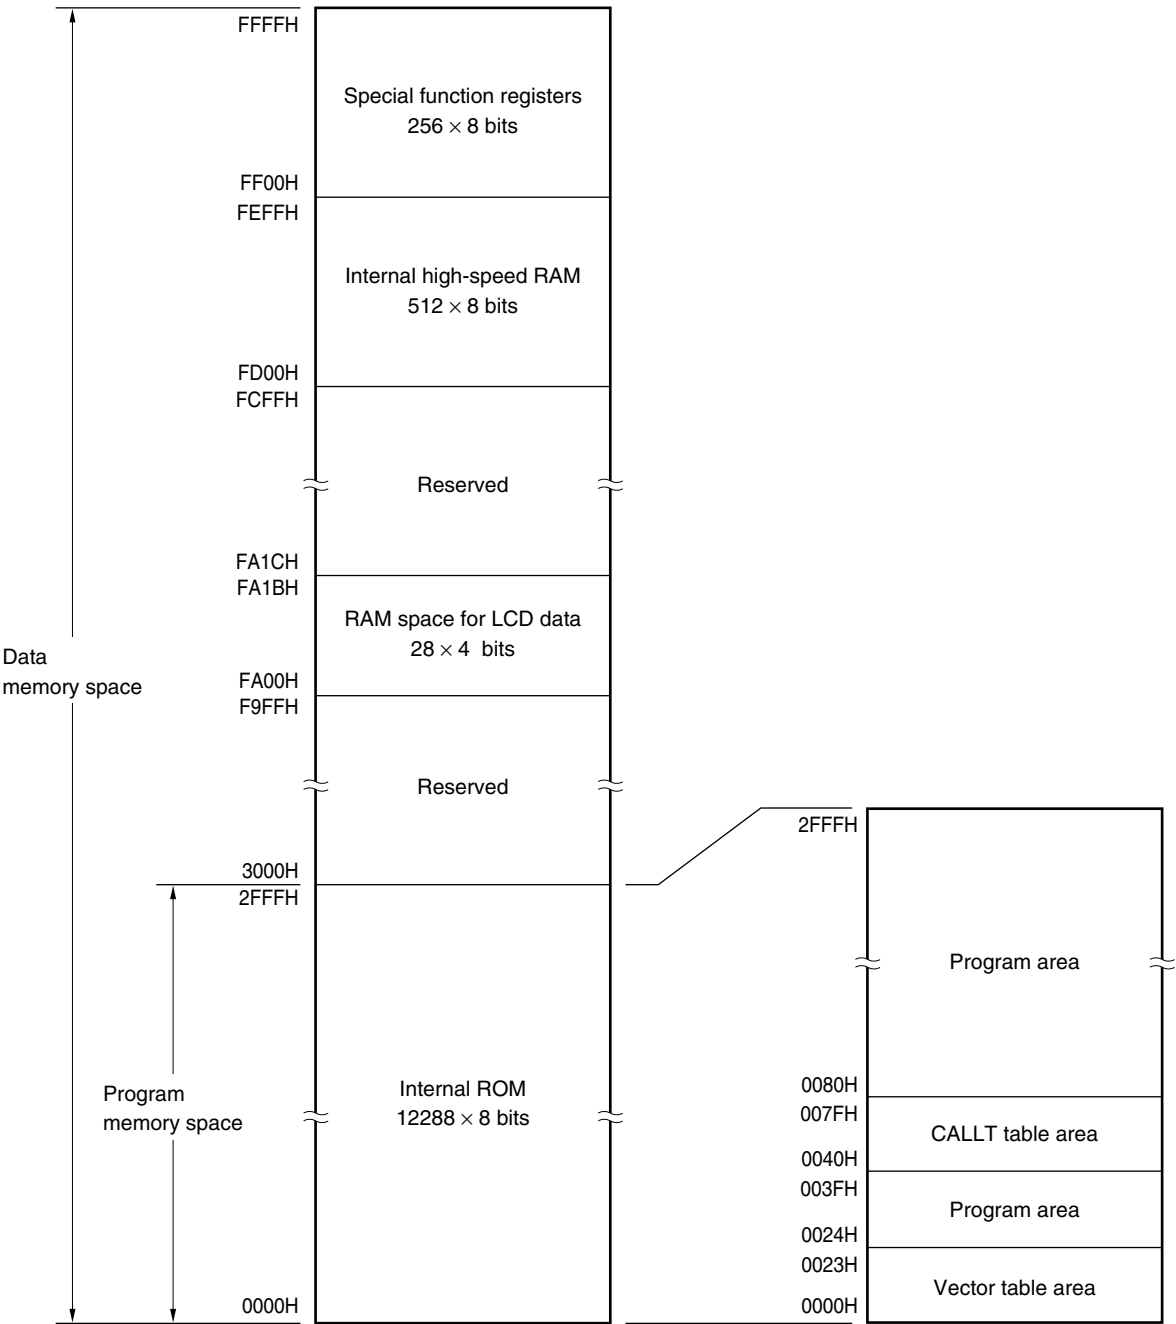 FFFFH
Special function registers
256 × 8 bits
FF00H
FEFFH
Internal high-speed RAM
512 × 8 bits
FD00H
FCFFH
Reserved
FA1CH
FA1BH
RAM space for LCD data
28 × 4 bits
Data
memory space
FA00H
F9FFH
Reserved
3000H
2FFFH
Program
memory space
Internal ROM
12288 × 8 bits
0000H
2FFFH
Program area
0080H
007FH
CALLT table area
0040H
003FH
Program area
0024H
0023H
Vector table area
0000H